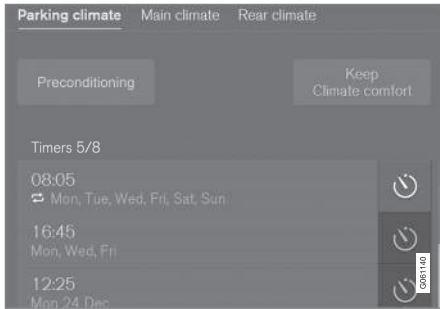 Parking climate Main climate Rear climate
Preconditioning
Keep
Climate comfort
Timers 5/8
08:05
Mon, Tue, Wed, Fri, Sat, Sun
16:45
Mon, Wed, Fri
12:25
Mon 24 Dec
G061140